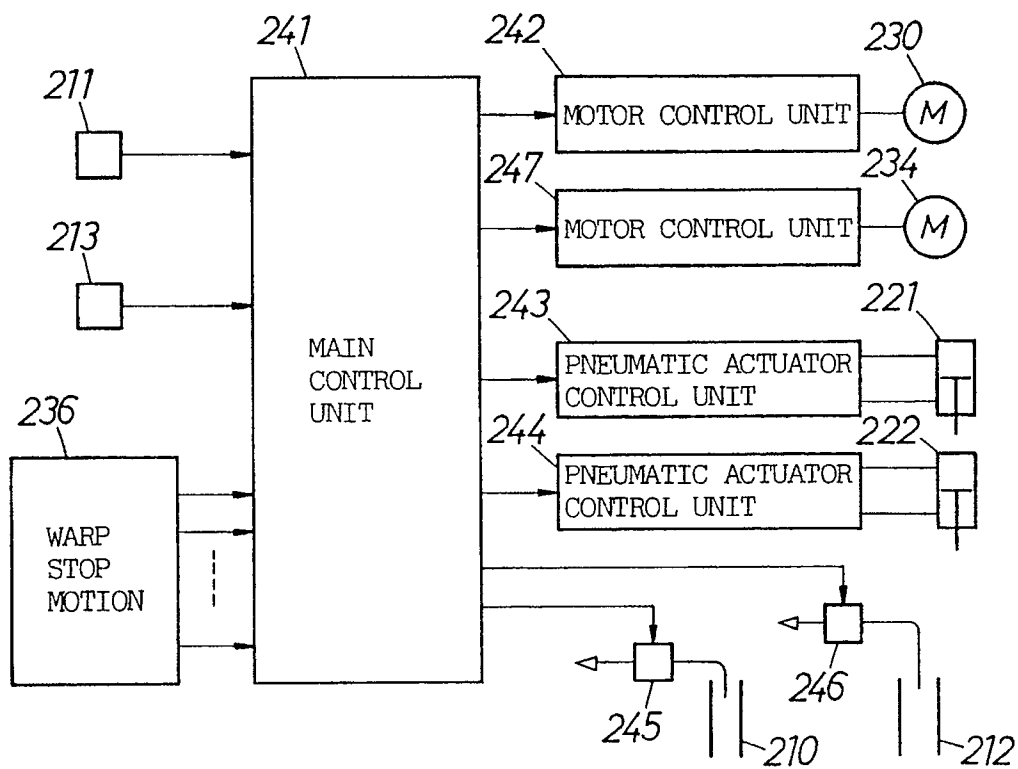 241
242
230
211
MOTOR CONTROL UNIT
M
247
234
213
MOTOR CONTROL UNIT
M
243
221
MAIN
CONTROL
UNIT
PNEUMATIC ACTUATOR
CONTROL UNIT
236
244
222
WARP
STOP
MOTION
PNEUMATIC ACTUATOR
CONTROL UNIT
245
246
210
212